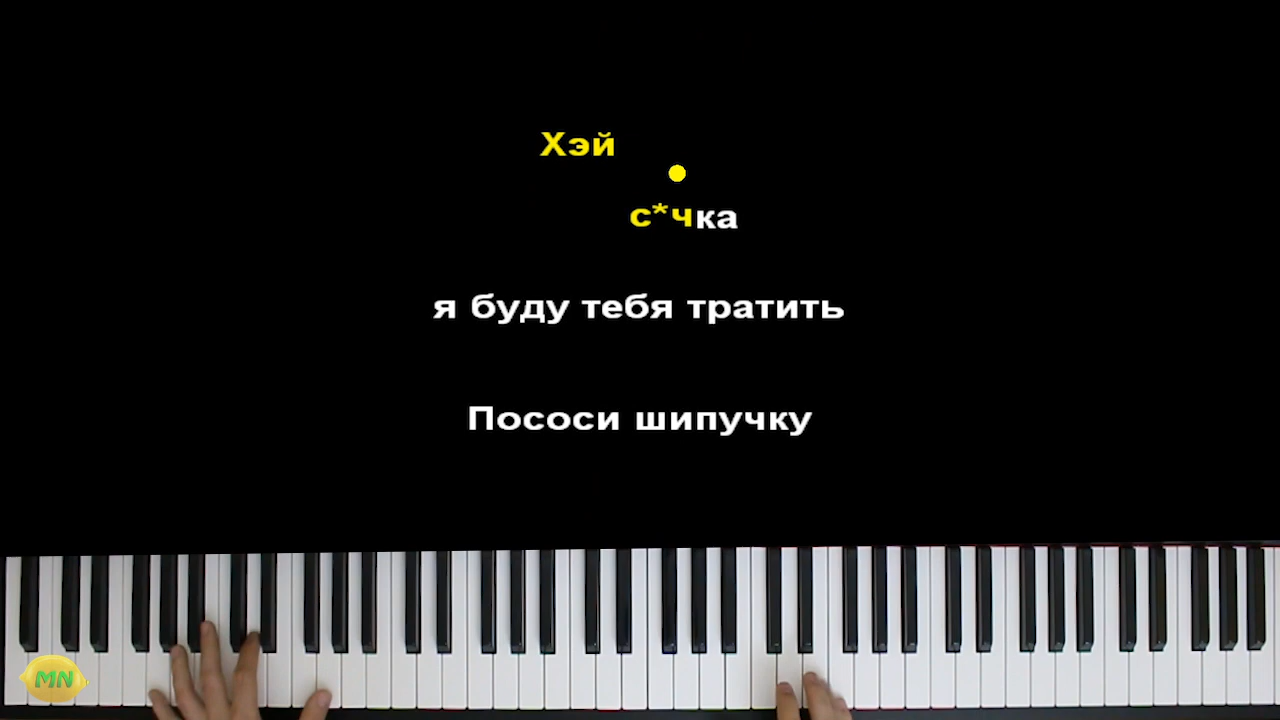 Хэй
с*чка
я буду тебя тратить
Пососи шипучку
MN